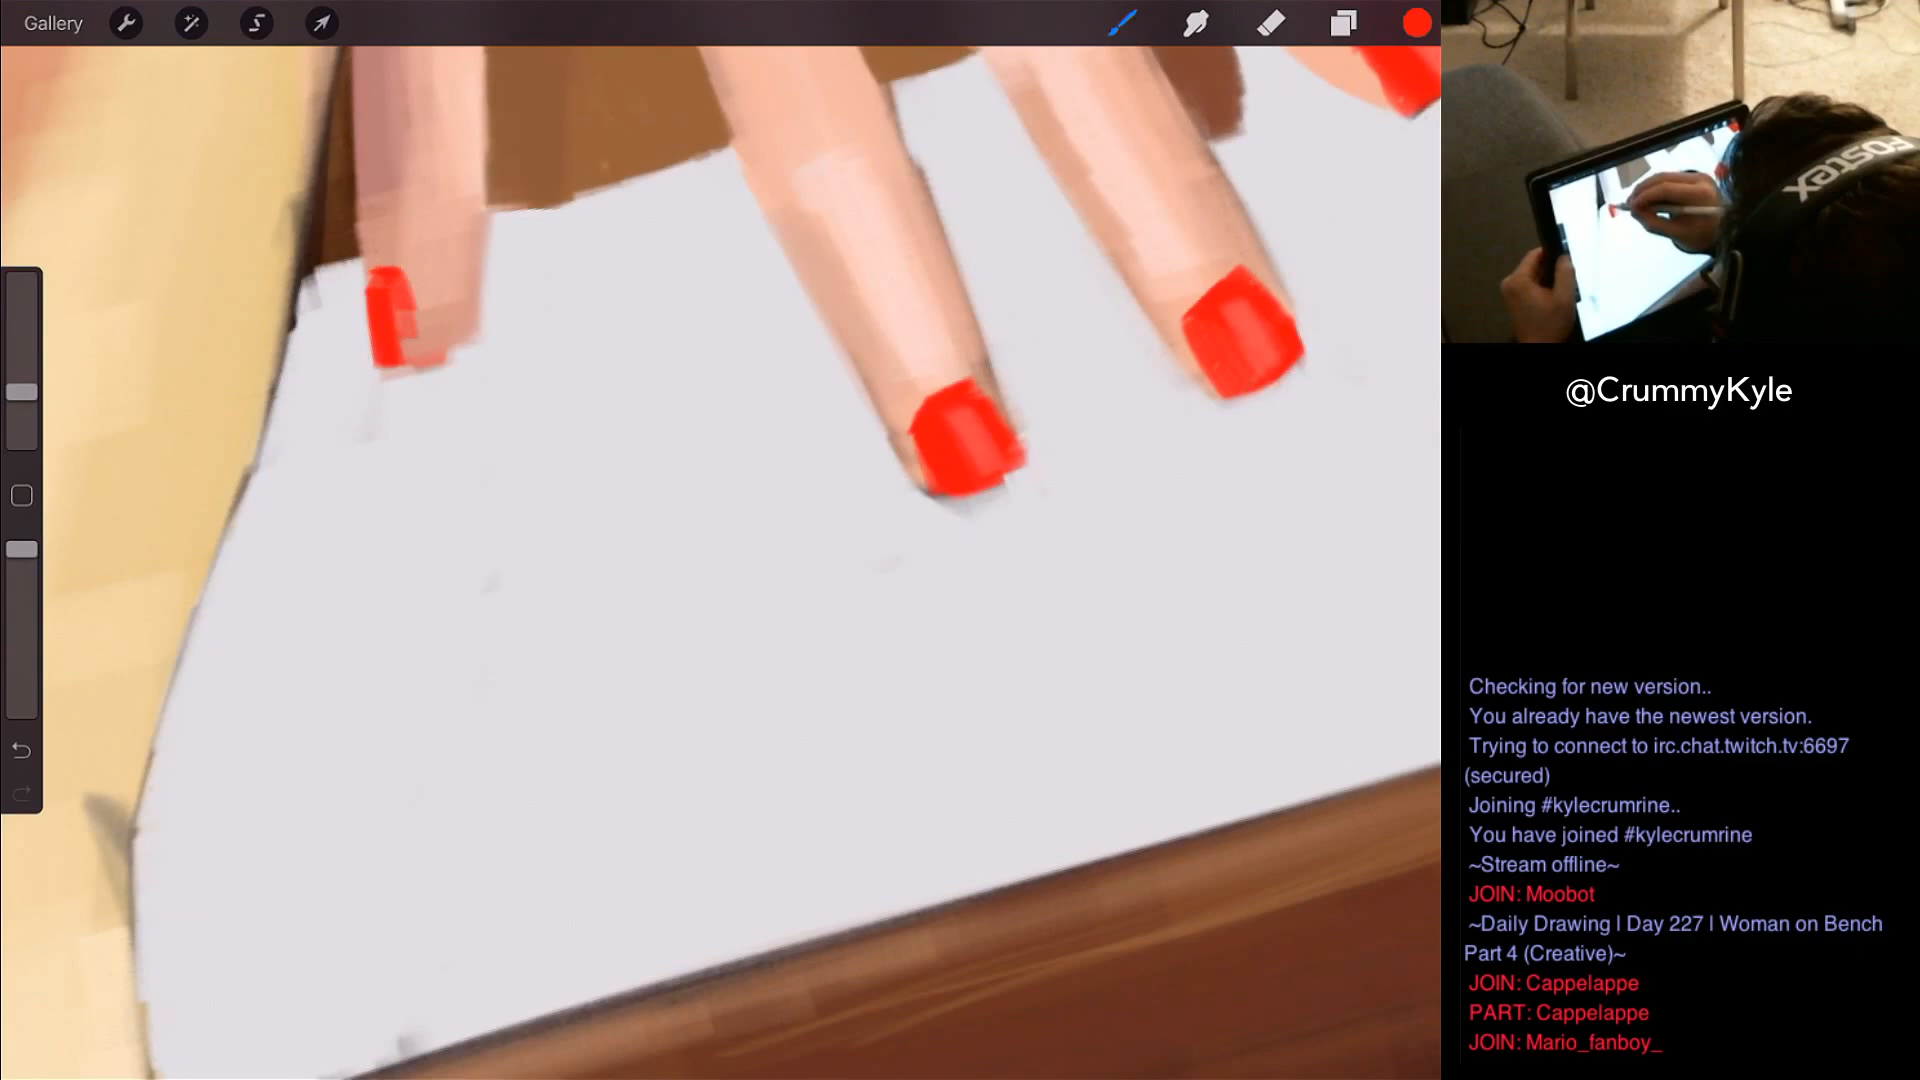 Gallery
FOSTEX
@CrummyKyle
Checking for new version..
You already have the newest version.
Trying to connect to irc.chat.twitch.tv:6697
(secured)
Joining #kylecrumrine..
You have joined #kylecrumrine
~Stream offline~
JOIN: Moobot
~Daily Drawing | Day 227 | Woman on Bench
Part 4 (Creative)~
JOIN: Cappelappe
PART: Cappelappe
JOIN: Mario_fanboy_